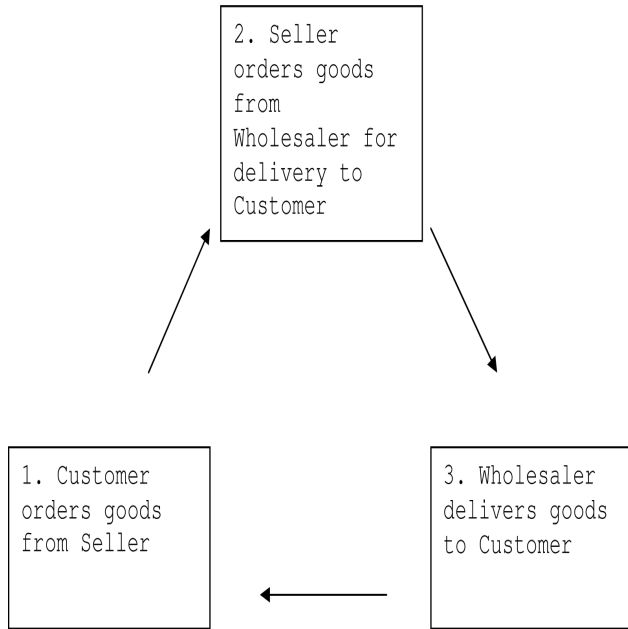 2. Seller
orders goods
from
Wholesaler for
delivery to
Customer
1. Customer
orders goods
from Seller
3. Wholesaler
delivers goods
to Customer